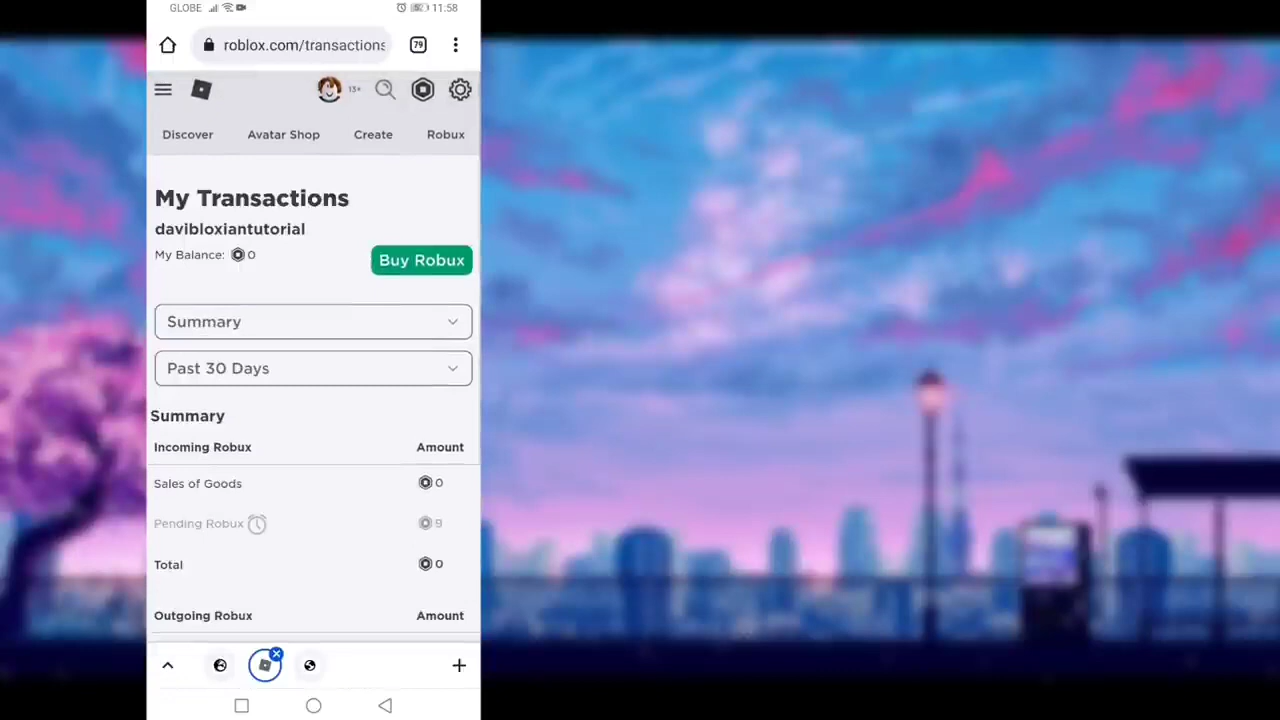 GLOBE 11:58
roblox.com/transactions 79
13+
Discover Avatar Shop Create Robux
My Transactions
davibloxiantutorial
My Balance: 0
Buy Robux
Summary
Past 30 Days
Summary
Incoming Robux Amount
Sales of Goods 0
Pending Robux 9
Total 0
Outgoing Robux Amount